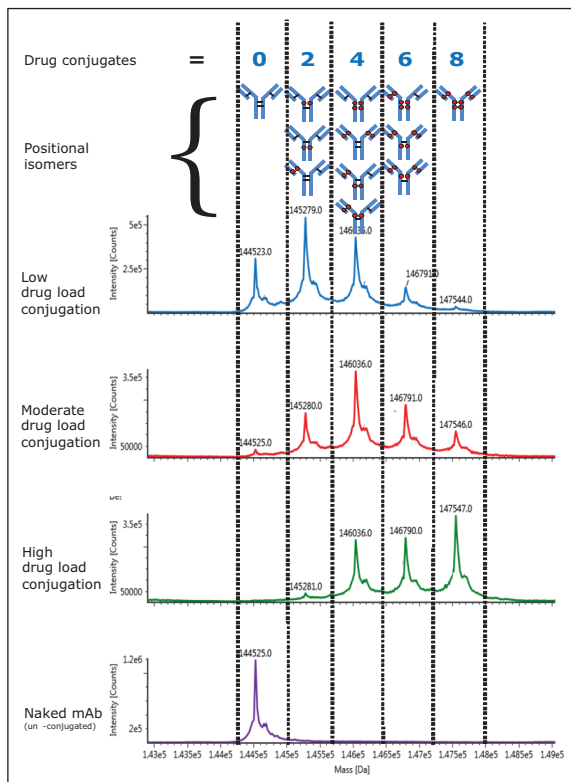 Drug conjugates = 0 2 4 6 8
Positional
isomers
{
Low
drug load
conjugation
Intensity [Counts]
5e5
2.5e5
144523.0
145279.0
146791.0
147544.0
Moderate
drug load
conjugation
Intensity [Counts]
3.5e5
50000
144525.0
145280.0
146036.0
146791.0
147546.0
High
drug load
conjugation
Intensity [Counts]
3.5e5
50000
145281.0
146036.0
146790.0
147547.0
Naked mAb
(un -conjugated)
Intensity [Counts]
1.2e6
2e5
144525.0
1.43e5 1.435e5 1.44e5 1.445e5 1.45e5 1.455e5 1.46e5 1.465e5 1.47e5 1.475e5 1.48e5 1.485e5 1.49e5
Mass [Da]